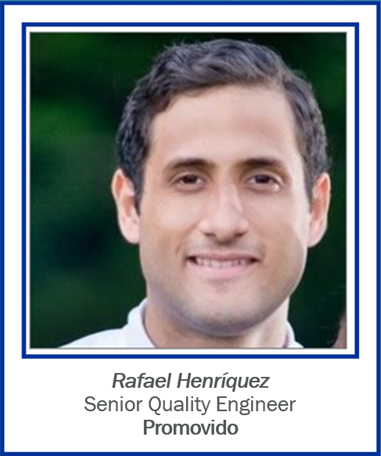 Rafael Henríquez
Senior Quality Engineer
Promovido